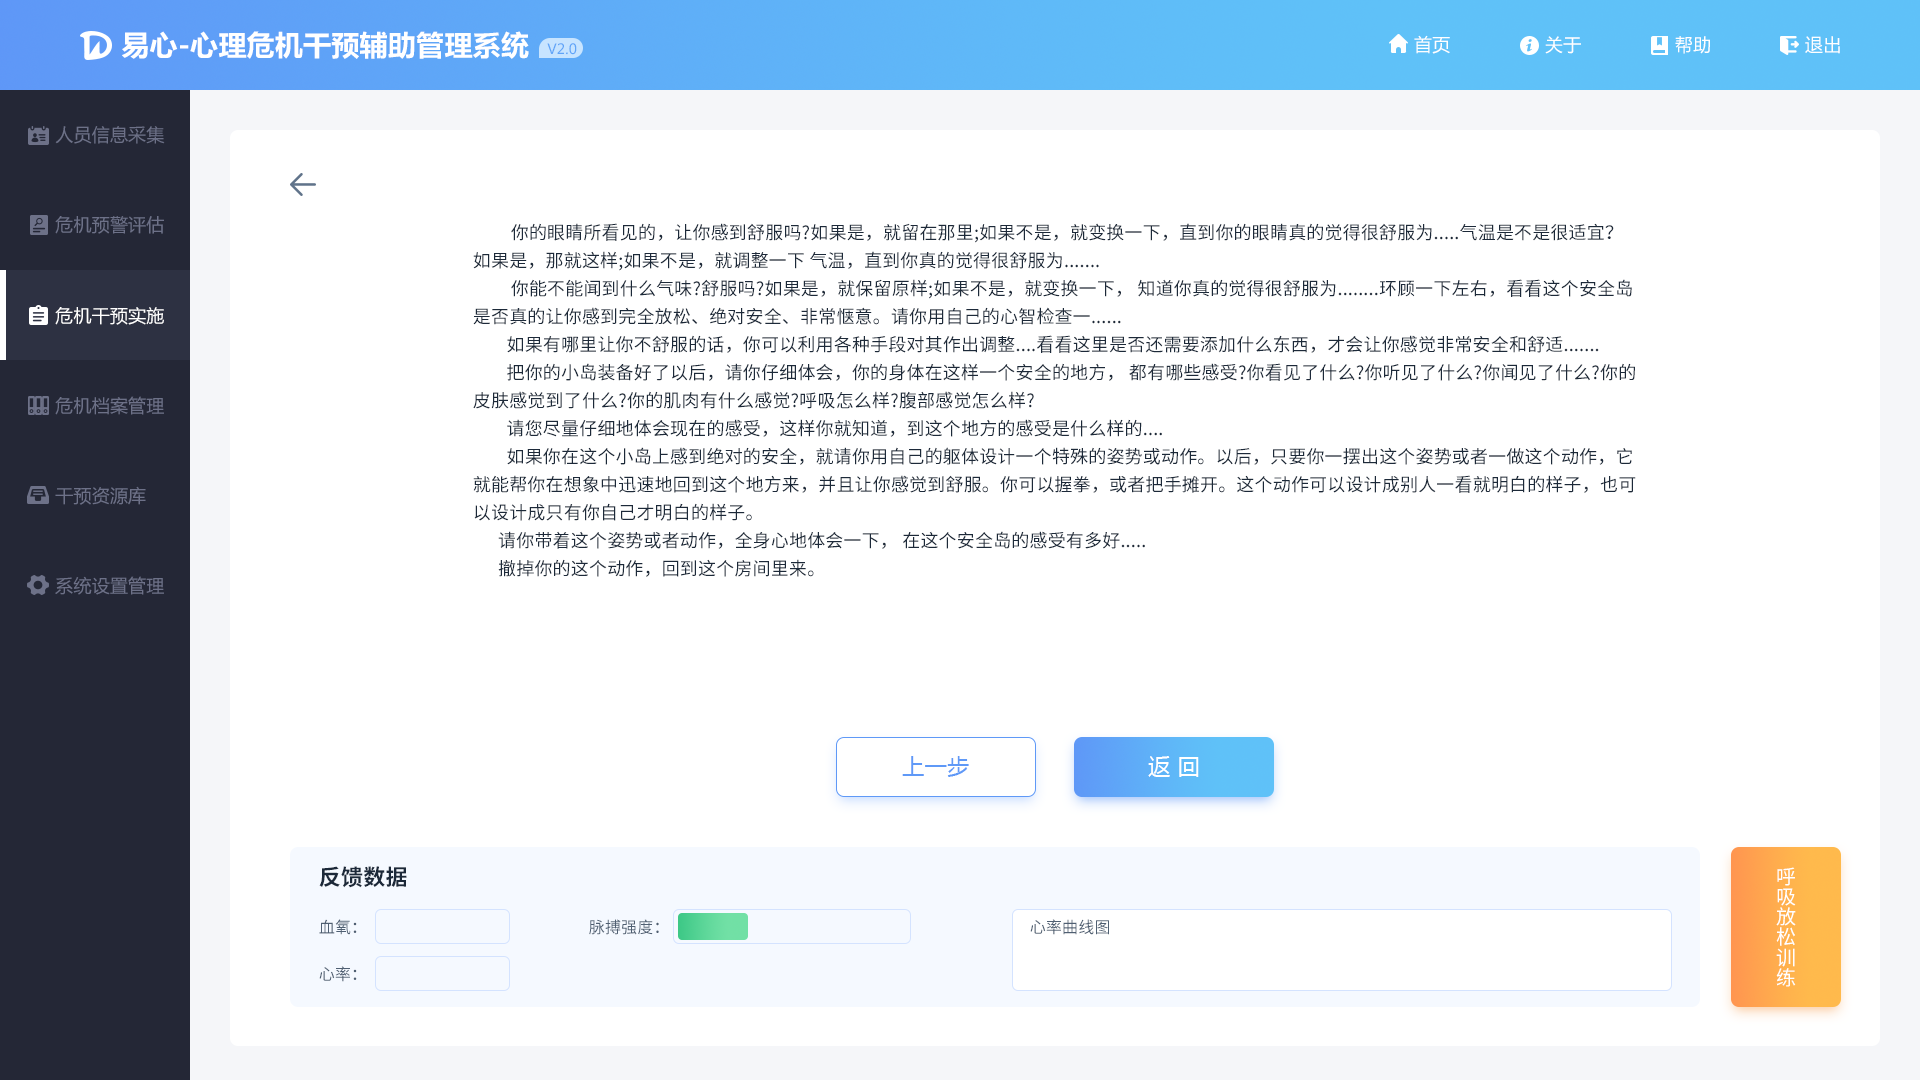 易心-心理危机干预辅助管理系统 V2.0
首页
关于
帮助
退出
人员信息采集
危机预警评估
危机干预实施
危机档案管理
干预资源库
系统设置管理
你的眼睛所看见的，让你感到舒服吗?如果是，就留在那里;如果不是，就变换一下，直到你的眼睛真的觉得很舒服为.....气温是不是很适宜?
如果是，那就这样;如果不是，就调整一下 气温，直到你真的觉得很舒服为.......
你能不能闻到什么气味?舒服吗?如果是，就保留原样;如果不是，就变换一下， 知道你真的觉得很舒服为........环顾一下左右，看看这个安全岛
是否真的让你感到完全放松、绝对安全、非常惬意。请你用自己的心智检查一......
如果有哪里让你不舒服的话，你可以利用各种手段对其作出调整....看看这里是否还需要添加什么东西，才会让你感觉非常安全和舒适.......
把你的小岛装备好了以后，请你仔细体会，你的身体在这样一个安全的地方， 都有哪些感受?你看见了什么?你听见了什么?你闻见了什么?你的
皮肤感觉到了什么?你的肌肉有什么感觉?呼吸怎么样?腹部感觉怎么样?
请您尽量仔细地体会现在的感受，这样你就知道，到这个地方的感受是什么样的....
如果你在这个小岛上感到绝对的安全，就请你用自己的躯体设计一个特殊的姿势或动作。以后，只要你一摆出这个姿势或者一做这个动作，它
就能帮你在想象中迅速地回到这个地方来，并且让你感觉到舒服。你可以握拳，或者把手摊开。这个动作可以设计成别人一看就明白的样子，也可
以设计成只有你自己才明白的样子。
请你带着这个姿势或者动作，全身心地体会一下， 在这个安全岛的感受有多好.....
撤掉你的这个动作，回到这个房间里来。
上一步
返 回
反馈数据
血氧：
脉搏强度：
心率曲线图
心率：
呼吸放松训练